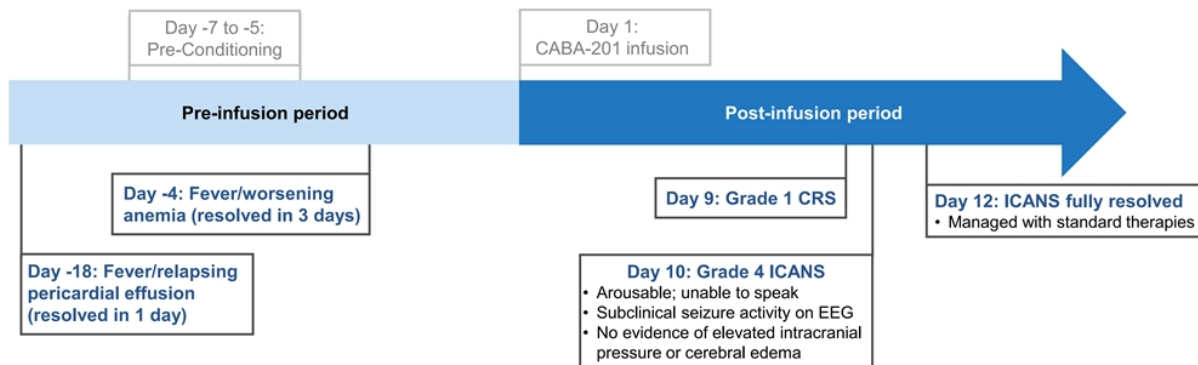 Day -7 to -5:
Pre-Conditioning
Day 1:
CABA-201 infusion
Pre-infusion period
Post-infusion period
Day -4: Fever/worsening
anemia (resolved in 3 days)
Day -18: Fever/relapsing
pericardial effusion
(resolved in 1 day)
Day 9: Grade 1 CRS
Day 10: Grade 4 ICANS
• Arousable; unable to speak
• Subclinical seizure activity on EEG
• No evidence of elevated intracranial
pressure or cerebral edema
Day 12: ICANS fully resolved
• Managed with standard therapies